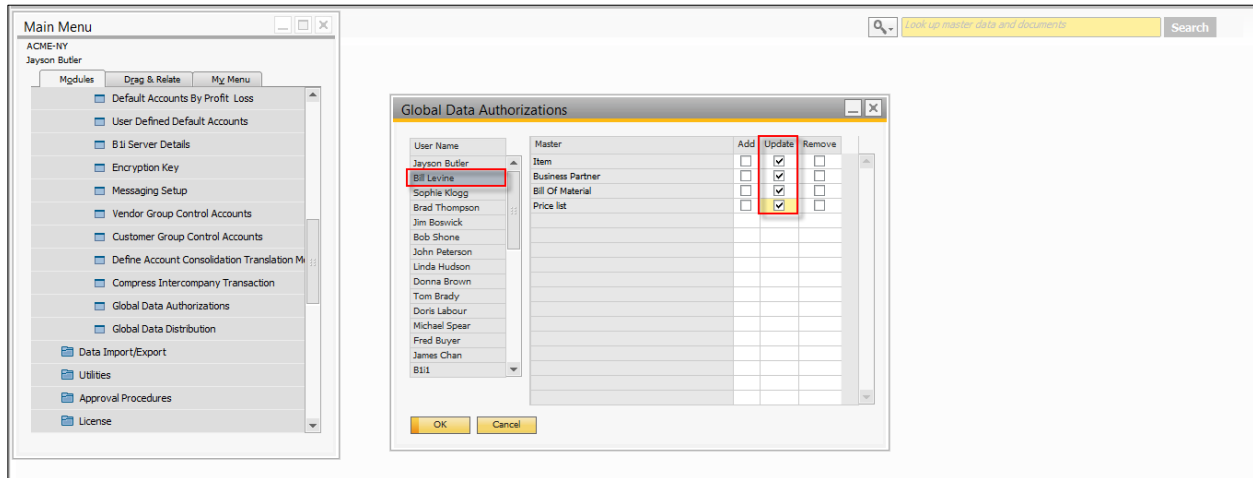 Main Menu
ACME-NY
Jayson Butler
Modules Drag & Relate My Menu
Default Accounts By Profit Loss
User Defined Default Accounts
B1i Server Details
Encryption Key
Messaging Setup
Vendor Group Control Accounts
Customer Group Control Accounts
Define Account Consolidation Translation M
Compress Intercompany Transaction
Global Data Authorizations
Global Data Distribution
Data Import/Export
Utilities
Approval Procedures
License
Look up master data and documents Search
Global Data Authorizations
User Name
Jayson Butler
Bill Levine
Sophie Klogg
Brad Thompson
Jim Boswick
Bob Shone
John Peterson
Linda Hudson
Donna Brown
Tom Brady
Doris Labour
Michael Spear
Fred Buyer
James Chan
B1i1
Master Add Update Remove
Item
Business Partner
Bill Of Material
Price list
OK Cancel